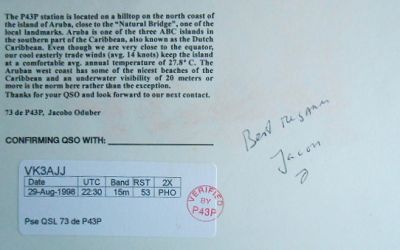 The P43P station is located on a hilltop on the north coast of
the island of Aruba, close to the "Natural Bridge", one of the
local landmarks. Aruba is one of the three ABC islands in
the southern part of the Caribbean, also known as the Dutch
Caribbean. Even though we are very close to the equator,
our cool easterly trade winds (avg. 14 knots) keep the island
at a comfortable avg. annual temperature of 27.8° C. The
Aruban west coast has some of the nicest beaches of the
Caribbean and an underwater visibility of 20 meters or
more is the norm here rather than the exception.
Thanks for your QSO and look forward to our next contact.
73 de P43P, Jacobo Oduber
CONFIRMING QSO WITH:
Best regards
Jacobo
VK3AJJ
Date UTC Band RST 2X
29-Aug-1998 22:30 15m 53 PHO
Pse QSL 73 de P43P
VERIFIED
BY
P43P